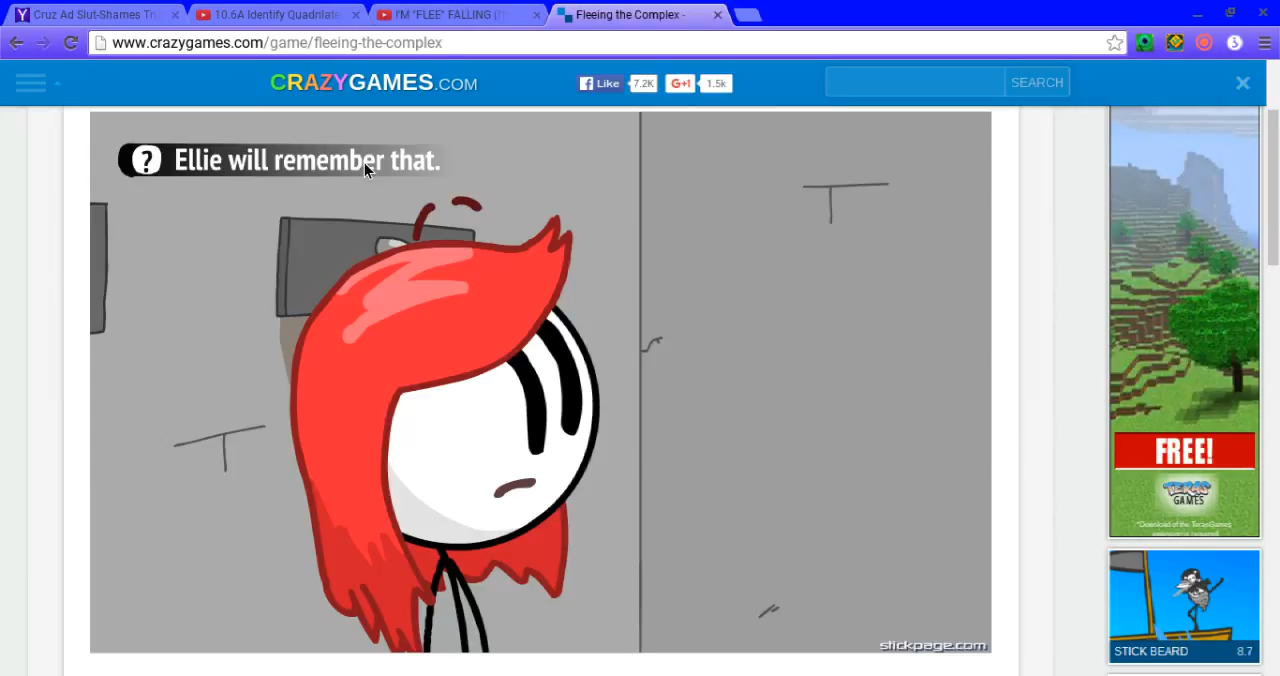 Cruz Ad Slut-Shames Tr
10.6A Identify Quadrilate
I'M "FLEE" FALLING (
Fleeing the Complex -
www.crazygames.com/game/fleeing-the-complex
CRAZYGAMES.COM
Like
7.2K
G+1
1.5k
SEARCH
? Ellie will remember that.
FREE!
TERAS
GAMES
STICK BEARD 8.7
stickpage.com